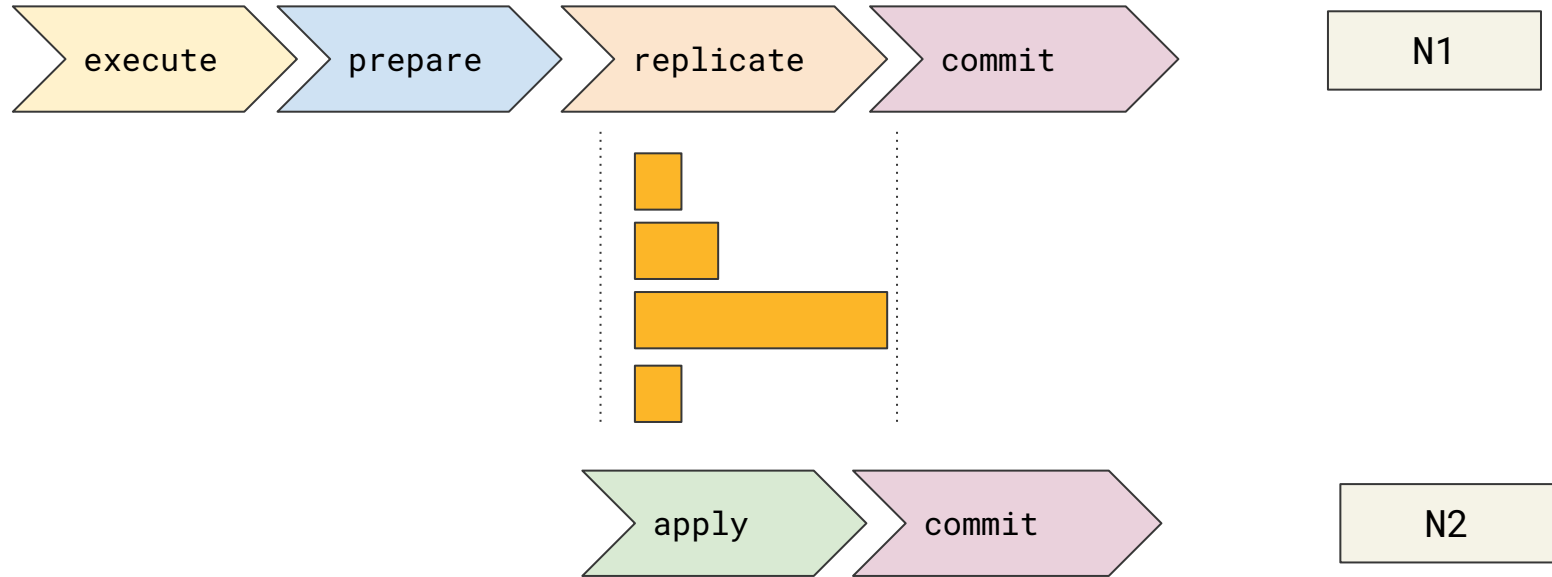 execute
prepare
replicate
commit
N1
apply
commit
N2